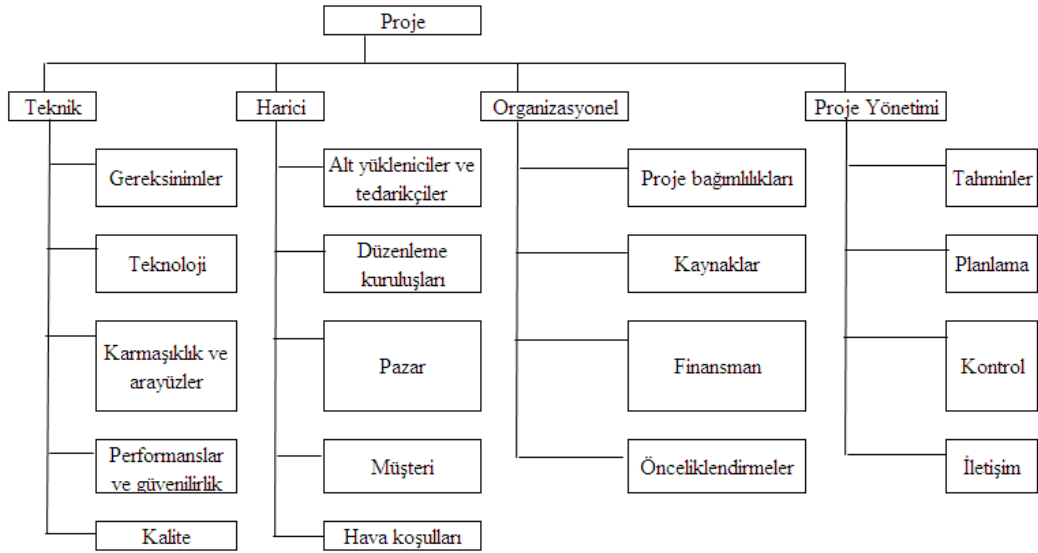 Proje
Teknik
Harici
Organizasyonel
Proje Yönetimi
Gereksinimler
Alt yükleniciler ve
tedarikçiler
Proje bağımlılıkları
Tahminler
Teknoloji
Düzenleme
kuruluşları
Kaynaklar
Planlama
Karmaşıklık ve
arayüzler
Pazar
Finansman
Kontrol
Performanslar
ve güvenilirlik
Müşteri
Önceliklendirmeler
İletişim
Kalite
Hava koşulları